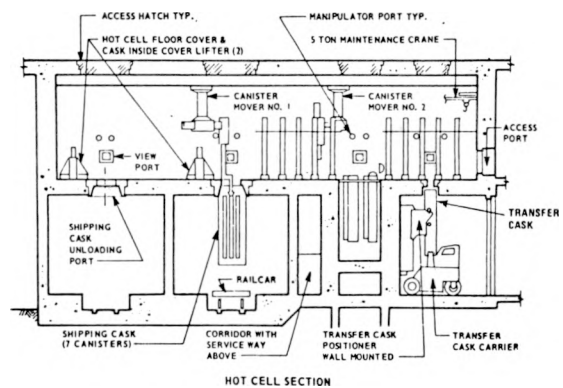 ACCESS HATCH TYP.
HOT CELL FLOOR COVER &
CASK INSIDE COVER LIFTER (2)
MANIPULATOR PORT TYP.
5 TON MAINTENANCE CRANE
CANISTER
MOVER NO. 1
CANISTER
MOVER NO. 2
ACCESS
PORT
VIEW
PORT
SHIPPING
CASK
UNLOADING
PORT
TRANSFER
CASK
RAILCAR
SHIPPING CASK
(7 CANISTERS)
CORRIDOR WITH
SERVICE WAY
ABOVE
TRANSFER CASK
POSITIONER
WALL MOUNTED
TRANSFER
CASK CARRIER
HOT CELL SECTION